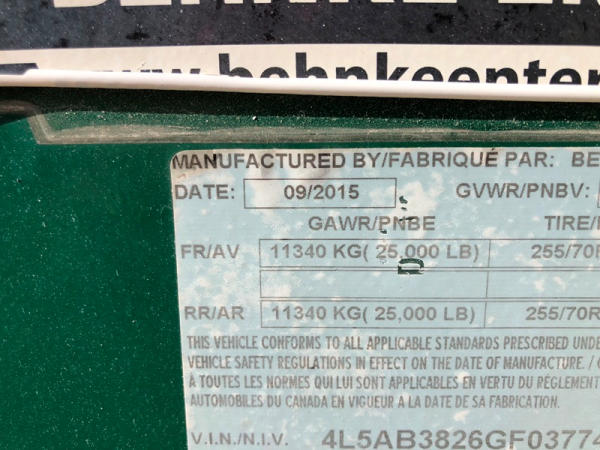 www.behnkeenter
MANUFACTURED BY/FABRIQUÉ PAR: BE
DATE: 09/2015 GVWR/PNBV:
GAWR/PNBE TIRE/
FR/AV 11340 KG( 25,000 LB) 255/70R
RR/AR 11340 KG( 25,000 LB) 255/70R
THIS VEHICLE CONFORMS TO ALL APPLICABLE STANDARDS PRESCRIBED UNDE
VEHICLE SAFETY REGULATIONS IN EFFECT ON THE DATE OF MANUFACTURE. /
À TOUTES LES NORMES QUI LUI SONT APPLICABLES EN VERTU DU RÈGLEMENT
AUTOMOBILES DU CANADA EN VIGUEUR A LA DATE DE SA FABRICATION.
V.I.N./N.I.V. 4L5AB3826GF03774